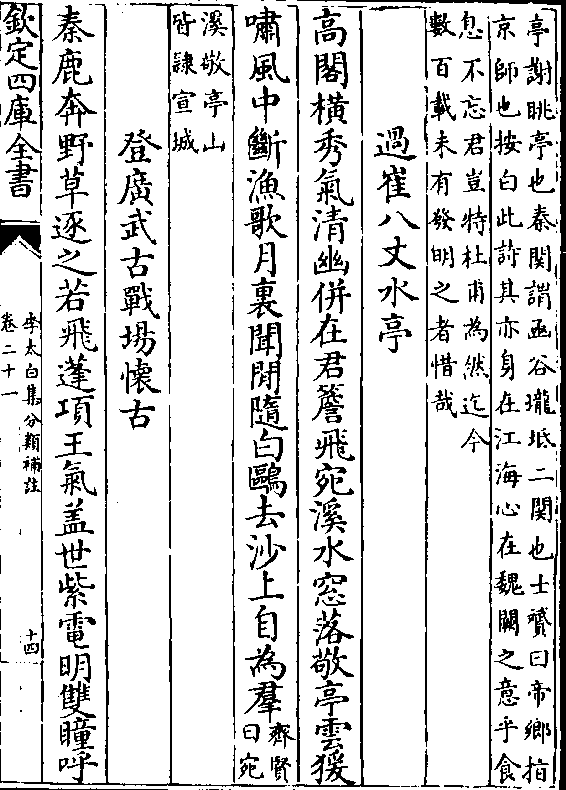 亭謝眺亭也秦関謂函谷瓏坻二関也士贇曰帝鄉指
京師也按白此詩其亦身在江海心在魏闕之意乎食
息不忘君豈特杜甫為然迄今
數百載未有發明之者惜哉
過崔八丈水亭
高閣橫秀氣清幽併在君簷飛宛溪水窓落敬亭雲猨
嘯風中斷漁歌月裏聞閒隨白鷗去沙上自為羣齊賢
曰宛
溪敬亭山
皆隸宣城
登廣武古戰場懷古
秦鹿奔野草逐之若飛蓬項王氣盖世紫電明雙瞳呼
欽定四庫全書
李太白集分類補註
卷二十一
十四